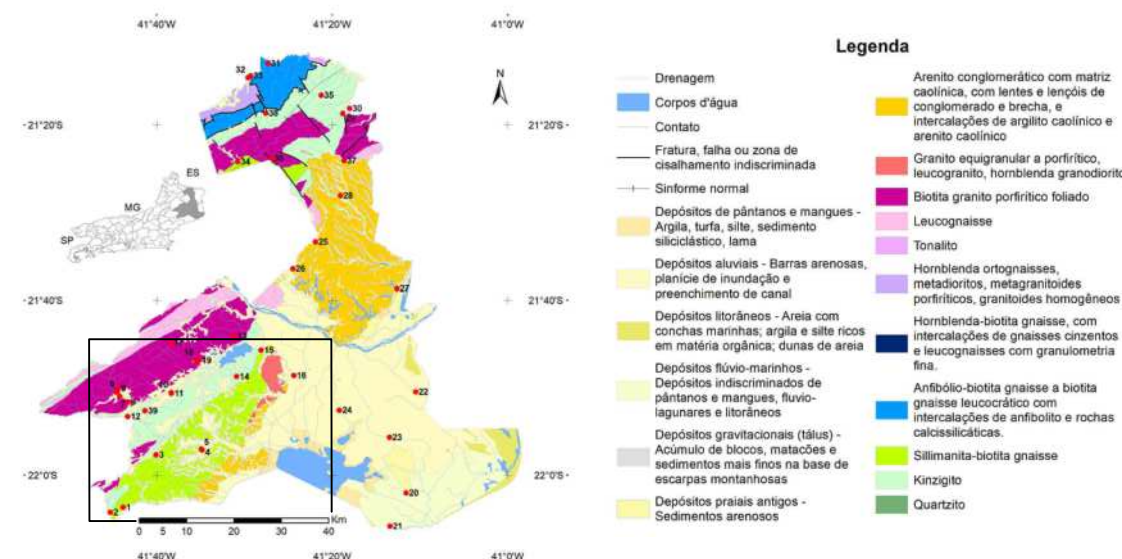 41°40'W
41°20'W
41°0'W
Legenda
N
21°20'S
21°20'S
21°40'S
21°40'S
22°0'S
22°0'S
ES
MG
SP
32
33
31
35
30
38
34
37
28
25
26
27
15
14
16
19
11
39
12
3
5
4
2
1
22
24
23
20
21
0 5 10 20 30 40
Km
41°40'W
41°20'W
41°0'W
Drenagem
Corpos d'água
Contato
Fratura, falha ou zona de
cisalhamento indiscriminada
Sinforme normal
Depósitos de pântanos e mangues -
Argila, turfa, silte, sedimento
siliciclástico, lama
Depósitos aluviais - Barras arenosas,
planície de inundação e
preenchimento de canal
Depósitos litorâneos - Areia com
conchas marinhas; argila e silte ricos
em matéria orgânica; dunas de areia
Depósitos flúvio-marinhos -
Depósitos indiscriminados de
pântanos e mangues, fluvio-
lagunares e litorâneos
Depósitos gravitacionais (tálus) -
Acúmulo de blocos, matacões e
sedimentos mais finos na base de
escarpas montanhosas
Depósitos praiais antigos -
Sedimentos arenosos
Arenito conglomerático com matriz
caolínica, com lentes e lençóis de
conglomerado e brecha, e
intercalações de argilito caolínico e
arenito caolínico
Granito equigranular a porfirítico,
leucogranito, hornblenda granodiorito
Biotita granito porfirítico foliado
Leucognaisse
Tonalito
Hornblenda ortognaisses,
metadioritos, metagranitoides
porfiríticos, granitoides homogêneos
Hornblenda-biotita gnaisse, com
intercalações de gnaisses cinzentos
e leucognaisses com granulometria
fina.
Anfibólio-biotita gnaisse a biotita
gnaisse leucocrático com
intercalações de anfibolito e rochas
calcissilicáticas.
Sillimanita-biotita gnaisse
Kinzigito
Quartzito